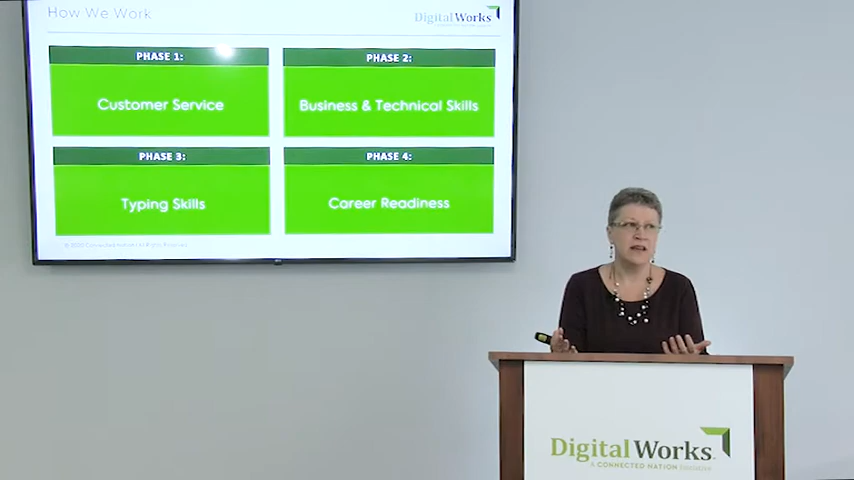 How We Work
DigitalWorks
PHASE 1:
Customer Service
PHASE 2:
Business & Technical Skills
PHASE 3:
Typing Skills
PHASE 4:
Career Readiness
DigitalWorks
A CONNECTED NATION